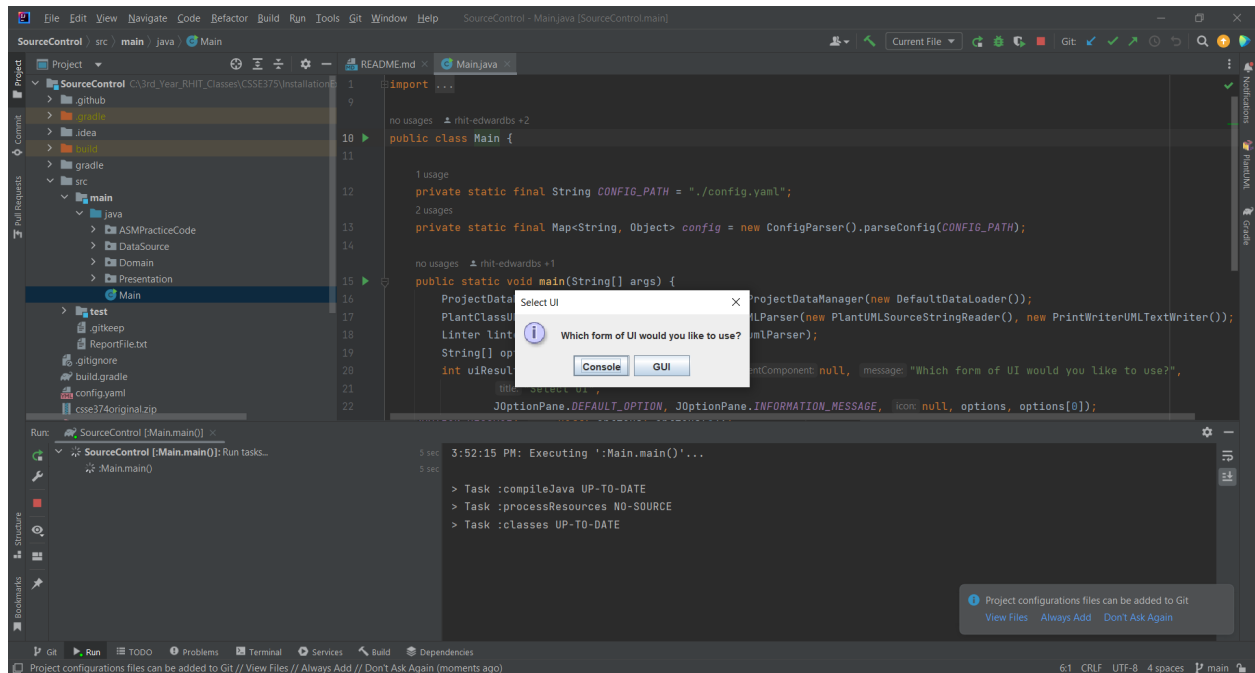 File Edit View Navigate Code Refactor Build Run Tools Git Window Help SourceControl - Main.java [SourceControl.main]
SourceControl src main java Main
Current File Git:
Project
README.md Main.java
SourceControl C:\3rd_Year_RHIT_Classes\CSSE375\Installation
.github
.gradle
.idea
build
gradle
src
main
java
ASMPracticeCode
DataSource
Domain
Presentation
Main
test
.gitkeep
ReportFile.txt
.gitignore
build.gradle
config.yaml
csse374original.zip
Project
Commit
Pull Requests
1 import ...
9
no usages rhit-edwardbs +2
10 public class Main {
11
1 usage
12 private static final String CONFIG_PATH = "./config.yaml";
2 usages
13 private static final Map<String, Object> config = new ConfigParser().parseConfig(CONFIG_PATH);
14
no usages rhit-edwardbs +1
15 public static void main(String[] args) {
16 ProjectData ProjectDataManager(new DefaultDataLoader());
17 PlantClassU LParser(new PlantUMLSourceStringReader(), new PrintWriterUMLTextWriter());
18 Linter lint mlParser);
19 String[] op
20 int uiResul entComponent: null, message: "Which form of UI would you like to use?",
21 title: "Select UI",
22 JOptionPane.DEFAULT_OPTION, JOptionPane.INFORMATION_MESSAGE, icon: null, options, options[0]);
Select UI
Which form of UI would you like to use?
Console GUI
Notifications
PlantUML
Gradle
Run: SourceControl [:Main.main()]
SourceControl [:Main.main()]: Run tasks... 5 sec
:Main.main() 5 sec
3:52:15 PM: Executing ':Main.main()'...
> Task :compileJava UP-TO-DATE
> Task :processResources NO-SOURCE
> Task :classes UP-TO-DATE
Structure
Bookmarks
Project configurations files can be added to Git
View Files Always Add Don't Ask Again
Git Run TODO Problems Terminal Services Build Dependencies
Project configurations files can be added to Git // View Files // Always Add // Don't Ask Again (moments ago) 6:1 CRLF UTF-8 4 spaces main